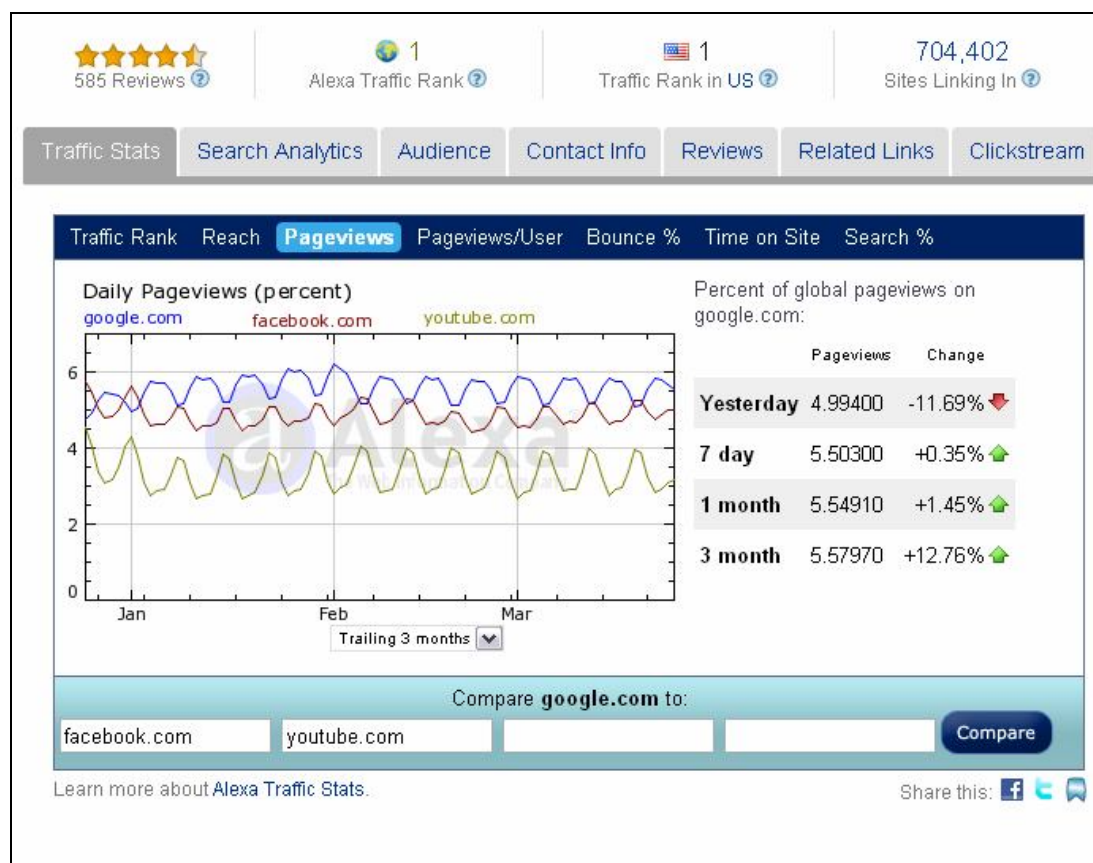 1
1
704,402
585 Reviews
Alexa Traffic Rank
Traffic Rank in US
Sites Linking In
Traffic Stats
Search Analytics
Audience
Contact Info
Reviews
Related Links
Clickstream
Traffic Rank
Reach
Pageviews
Pageviews/User
Bounce %
Time on Site
Search %
Daily Pageviews (percent)
google.com
facebook.com
youtube.com
6
4
2
0
Jan
Feb
Mar
a Alexa
The Web Information Company
Trailing 3 months
Percent of global pageviews on
google.com:
Pageviews Change
Yesterday 4.99400 -11.69%
7 day 5.50300 +0.35%
1 month 5.54910 +1.45%
3 month 5.57970 +12.76%
Compare google.com to:
facebook.com
youtube.com
Compare
Learn more about Alexa Traffic Stats.
Share this: